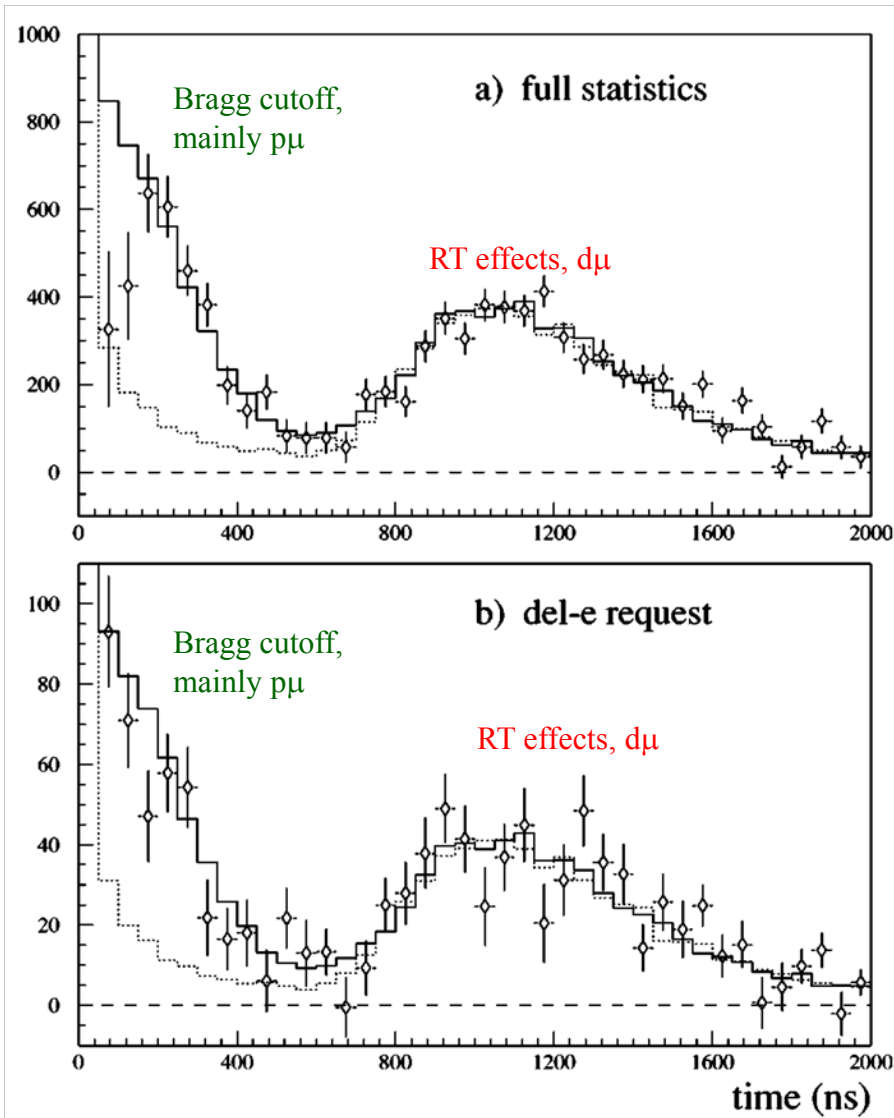 1000
a) full statistics
Bragg cutoff,
mainly pμ
800
600
RT effects, dμ
400
200
0
0 400 800 1200 1600 2000
100
b) del-e request
Bragg cutoff,
mainly pμ
80
RT effects, dμ
60
40
20
0
0 400 800 1200 1600 2000
time (ns)